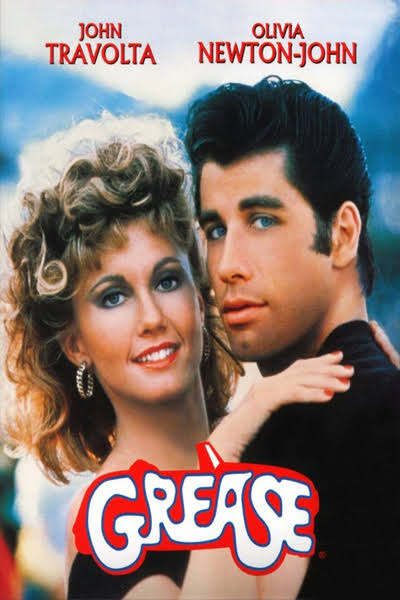 JOHN
TRAVOLTA
OLIVIA
NEWTON-JOHN
GREASE
®